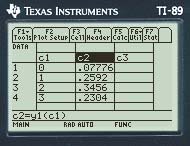 TEXAS INSTRUMENTS TI-89
F1 F2 F3 F4 F5 F6 F7
Tools Plot Setup Cell Header Calc Util Stat
DATA
c1 c2 c3
1 0 .07776
2 1 .2592
3 2 .3456
4 3 .2304
c2=y1(c1)
MAIN RAD AUTO FUNC